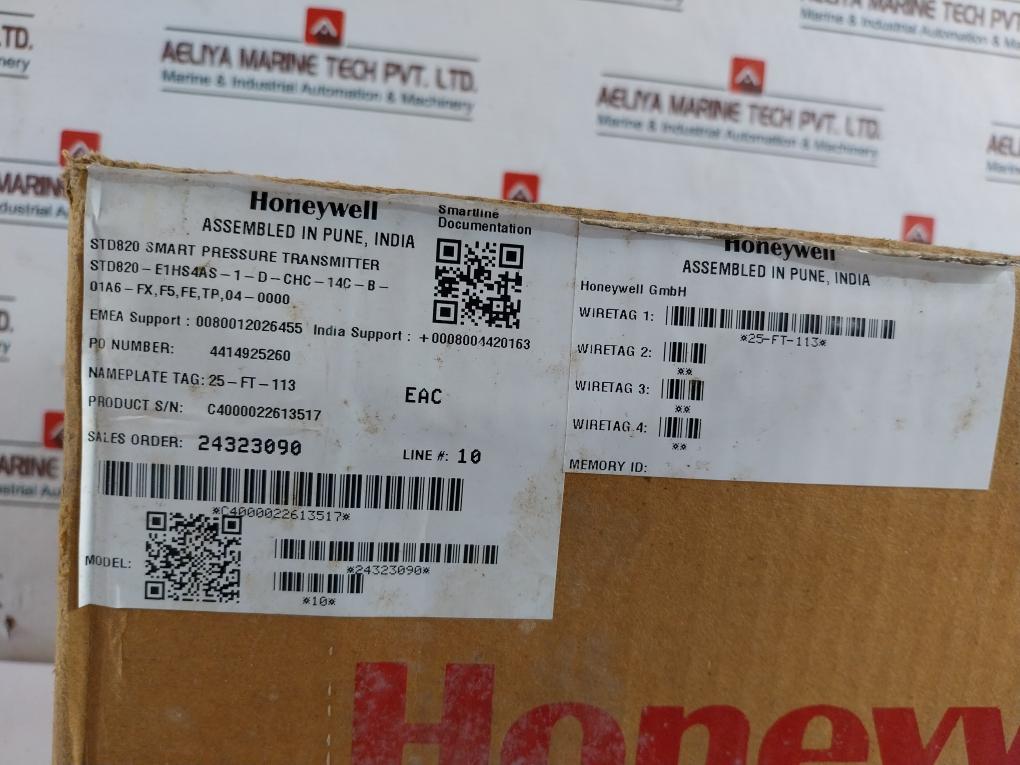 AELIYA MARINE TECH PVT. LTD.
Marine & Industrial Automation & Machinery
AELIYA MARINE TECH PVT. LTD.
Marine & Industrial Automation & Machinery
Honeywell
ASSEMBLED IN PUNE, INDIA
Smartline
Documentation
STD820 SMART PRESSURE TRANSMITTER
STD820-E1HS4AS-1-D-CHC-14C-B-
01A6-FX,F5,FE,TP,04-0000
EMEA Support : 0080012026455 India Support : +0008004420163
PO NUMBER: 4414925260
NAMEPLATE TAG: 25-FT-113
EAC
PRODUCT S/N: C4000022613517
SALES ORDER: 24323090 LINE #: 10
*C4000022613517*
MODEL:
*24323090*
*10*
Honeywell
ASSEMBLED IN PUNE, INDIA
Honeywell GmbH
WIRETAG 1:
*25-FT-113*
WIRETAG 2:
**
WIRETAG 3:
**
WIRETAG 4:
**
MEMORY ID:
Honeyw